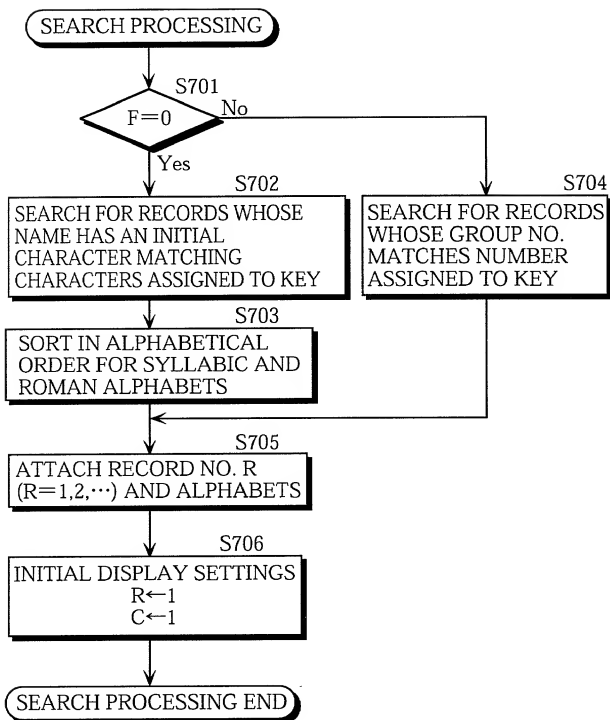 SEARCH PROCESSING
S701
F=0
No
Yes
S702
SEARCH FOR RECORDS WHOSE
NAME HAS AN INITIAL
CHARACTER MATCHING
CHARACTERS ASSIGNED TO KEY
S704
SEARCH FOR RECORDS
WHOSE GROUP NO.
MATCHES NUMBER
ASSIGNED TO KEY
S703
SORT IN ALPHABETICAL
ORDER FOR SYLLABIC AND
ROMAN ALPHABETS
S705
ATTACH RECORD NO. R
(R=1,2,⋯) AND ALPHABETS
S706
INITIAL DISPLAY SETTINGS
R←1
C←1
SEARCH PROCESSING END